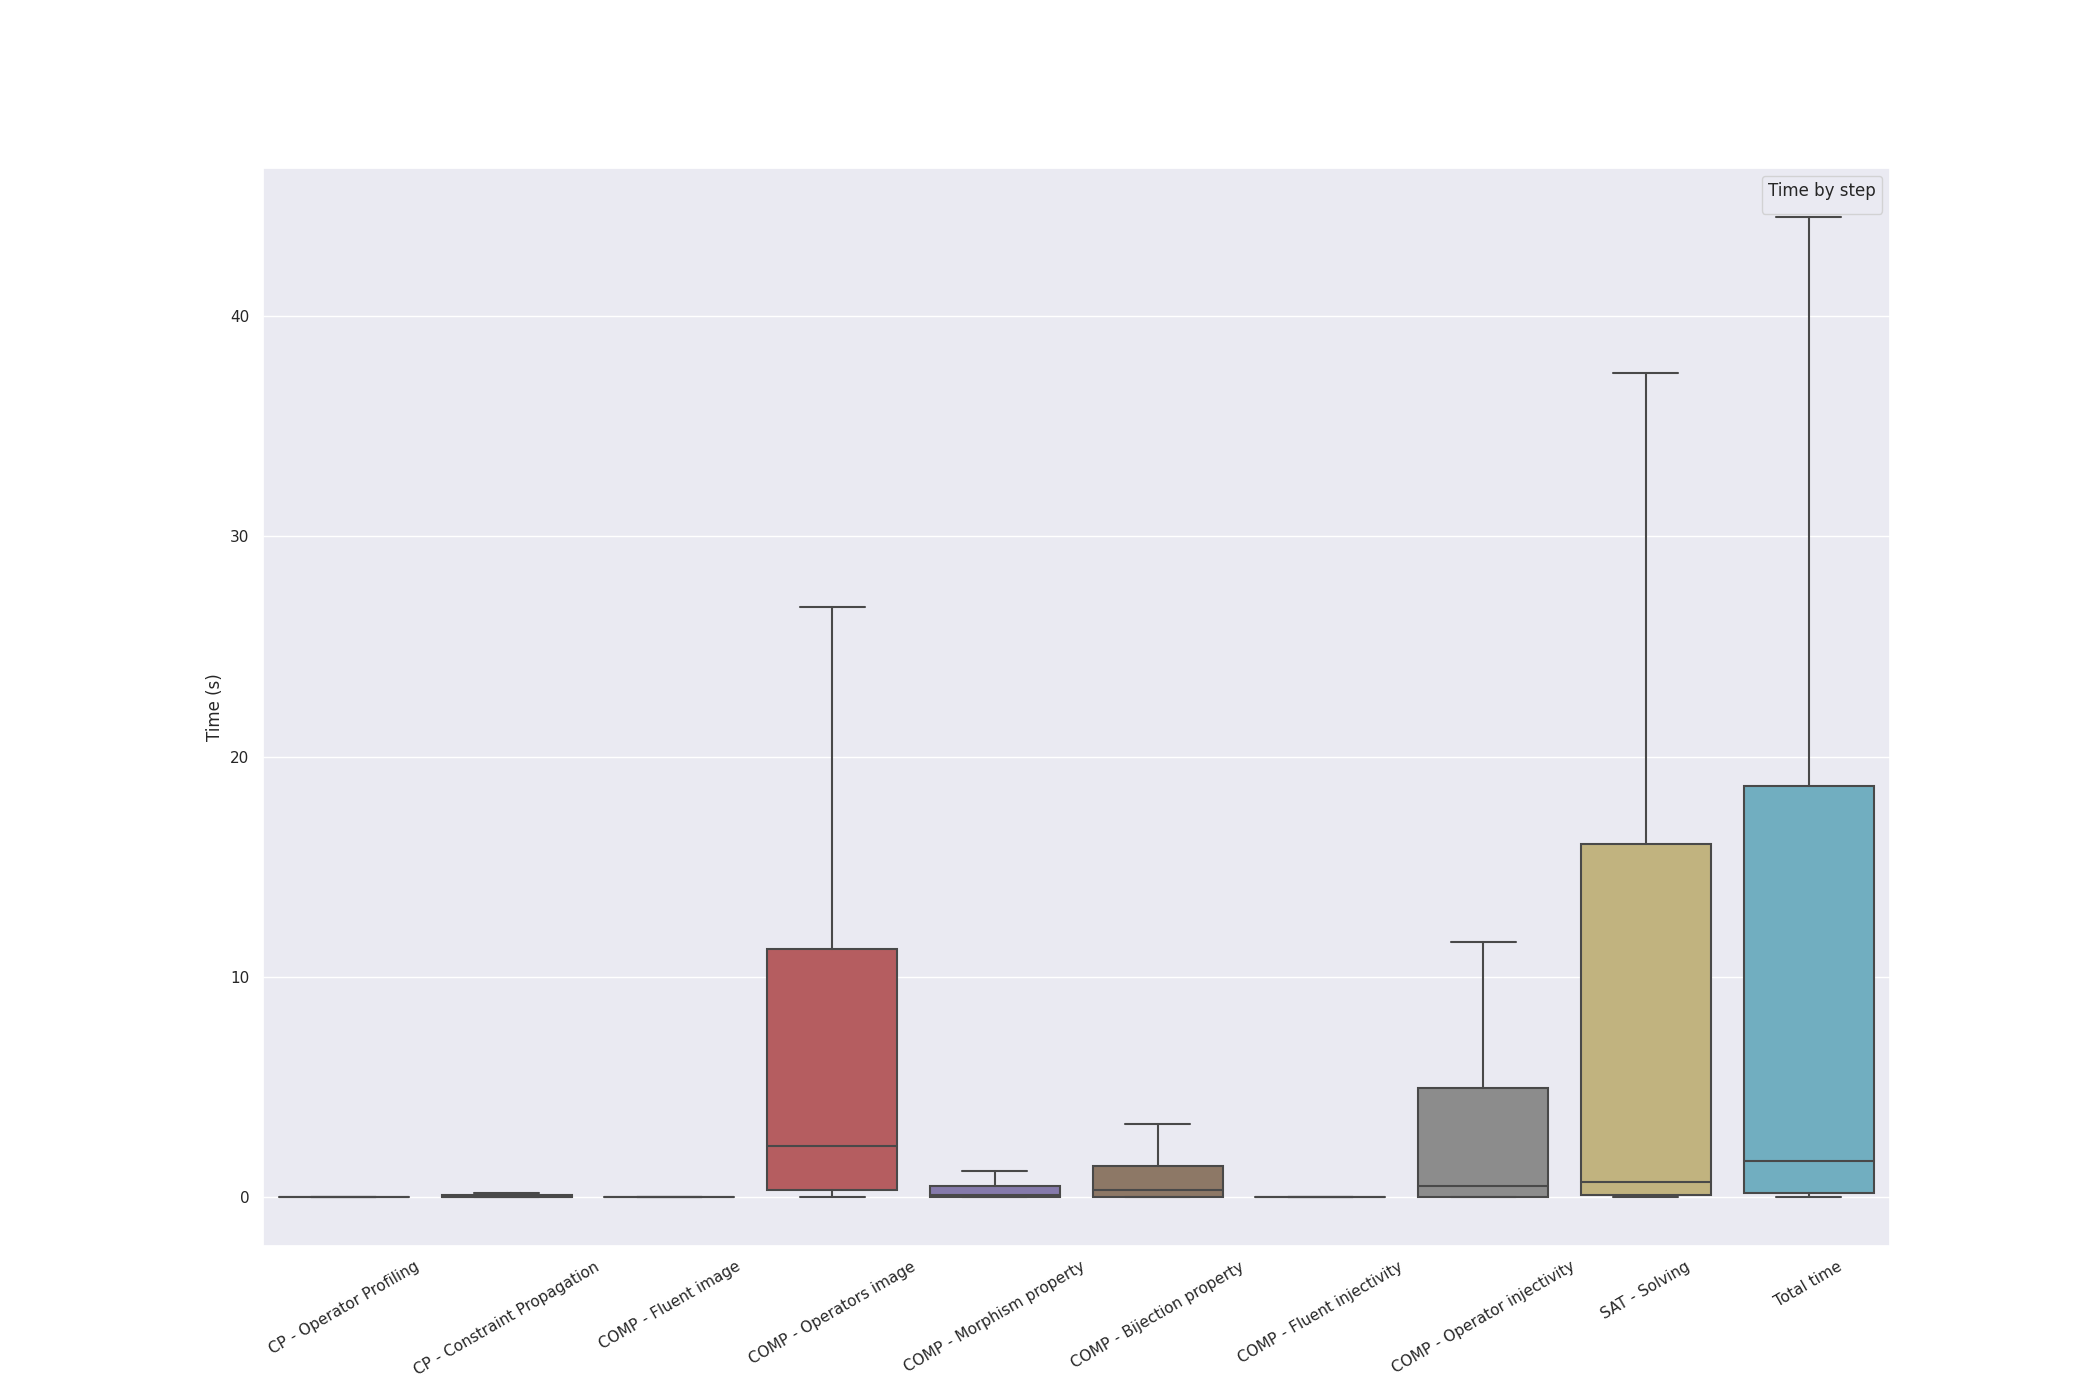 Time by step
40
30
20
10
0
Time (s)
CP - Operator Profiling
CP - Constraint Propagation
COMP - Fluent image
COMP - Operators image
COMP - Morphism property
COMP - Bijection property
COMP - Fluent injectivity
COMP - Operator injectivity
SAT - Solving
Total time